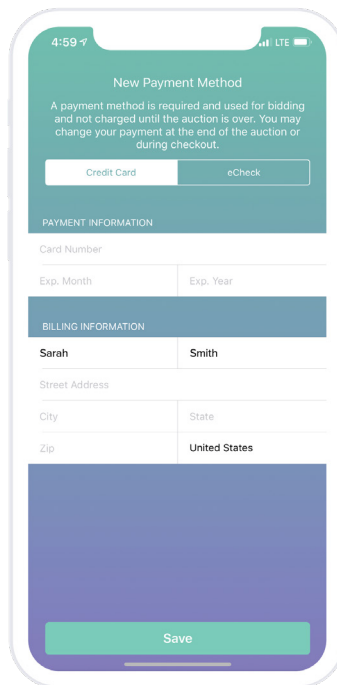 4:59 LTE
New Payment Method
A payment method is required and used for bidding
and not charged until the auction is over. You may
change your payment at the end of the auction or
during checkout.
Credit Card eCheck
PAYMENT INFORMATION
Card Number
Exp. Month Exp. Year
BILLING INFORMATION
Sarah Smith
Street Address
City State
Zip United States
Save